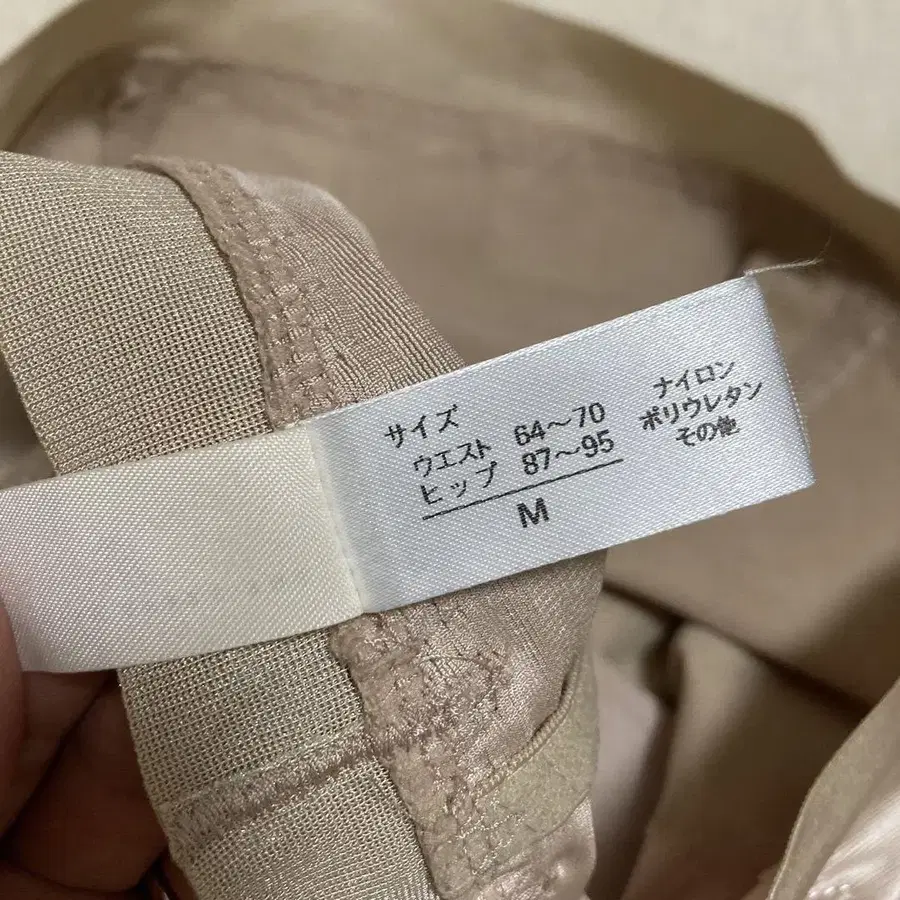 サイズ
ウエスト 64〜70
ヒップ 87〜95
M
ナイロン
ポリウレタン
その他